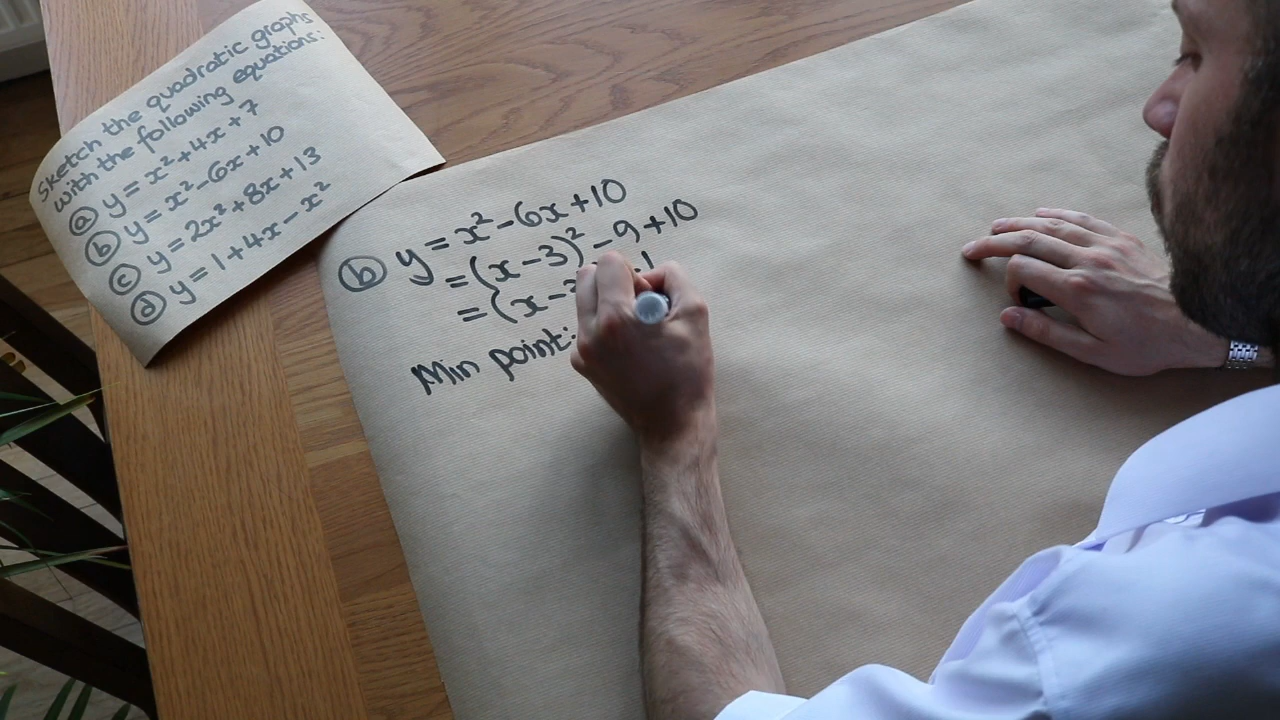 Sketch the quadratic graphs
with the following equations:
ⓐ y = x² + 4x + 7
ⓑ y = x² - 6x + 10
ⓒ y = 2x² + 8x + 13
ⓓ y = 1 + 4x - x²
ⓑ y = x² - 6x + 10
= (x - 3)² - 9 + 10
= (x -
Min point: